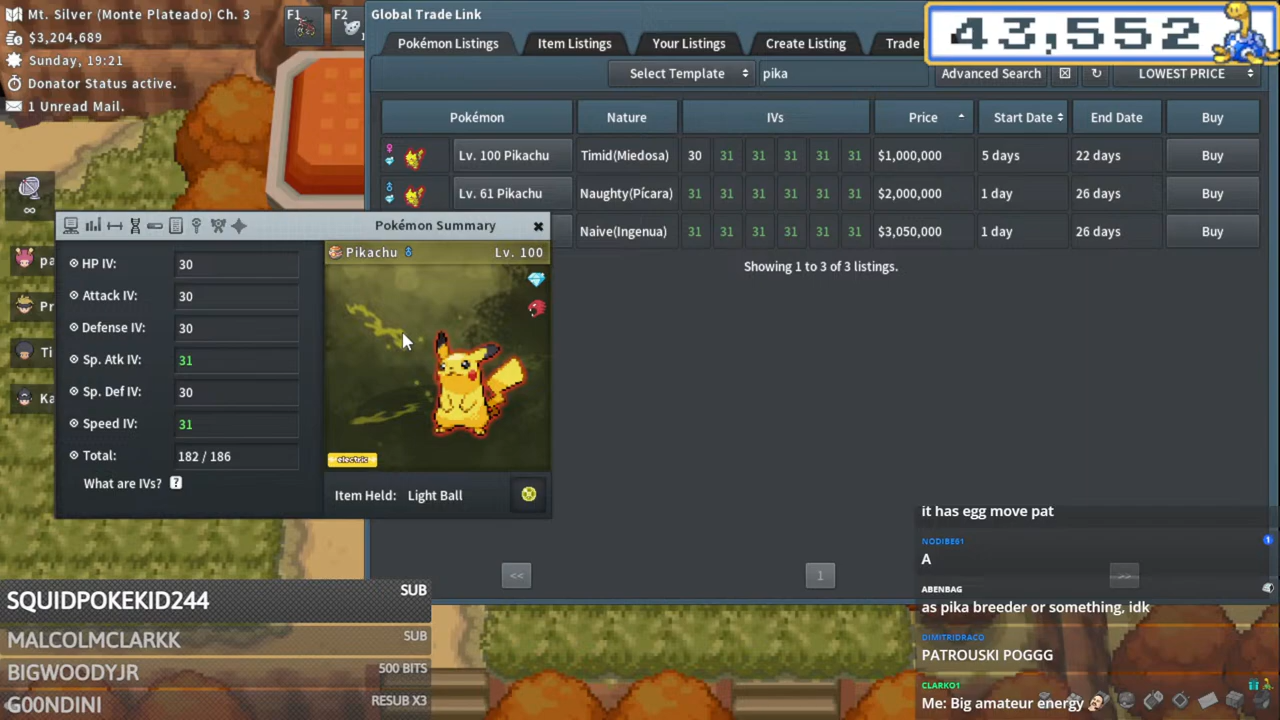 Mt. Silver (Monte Plateado) Ch. 3
$3,204,689
Sunday, 19:21
Donator Status active.
1 Unread Mail.
F1
F2
Global Trade Link
43,552
Pokémon Listings
Item Listings
Your Listings
Create Listing
Trade
Select Template
pika
Advanced Search
LOWEST PRICE
Pokémon
Nature
IVs
Price
Start Date
End Date
Buy
Lv. 100 Pikachu
Timid(Miedosa)
30 31 31 31 31 31
$1,000,000
5 days
22 days
Buy
Lv. 61 Pikachu
Naughty(Pícara)
31 31 31 31 31 31
$2,000,000
1 day
26 days
Buy
Naive(Ingenua)
31 31 31 31 31 31
$3,050,000
1 day
26 days
Buy
Showing 1 to 3 of 3 listings.
<<
1
>>
∞
pa
Pr
Ti
Ka
Pokémon Summary
HP IV: 30
Attack IV: 30
Defense IV: 30
Sp. Atk IV: 31
Sp. Def IV: 30
Speed IV: 31
Total: 182 / 186
What are IVs? ?
Pikachu
Lv. 100
electric
Item Held: Light Ball
SQUIDPOKEKID244 SUB
MALCOLMCLARKK SUB
BIGWOODYJR 500 BITS
G00NDINI RESUB X3
it has egg move pat
NODIBE61
1
A
ABENBAG
as pika breeder or something, idk
DIMITRIDRACO
PATROUSKI POGGG
CLARKO1
Me: Big amateur energy